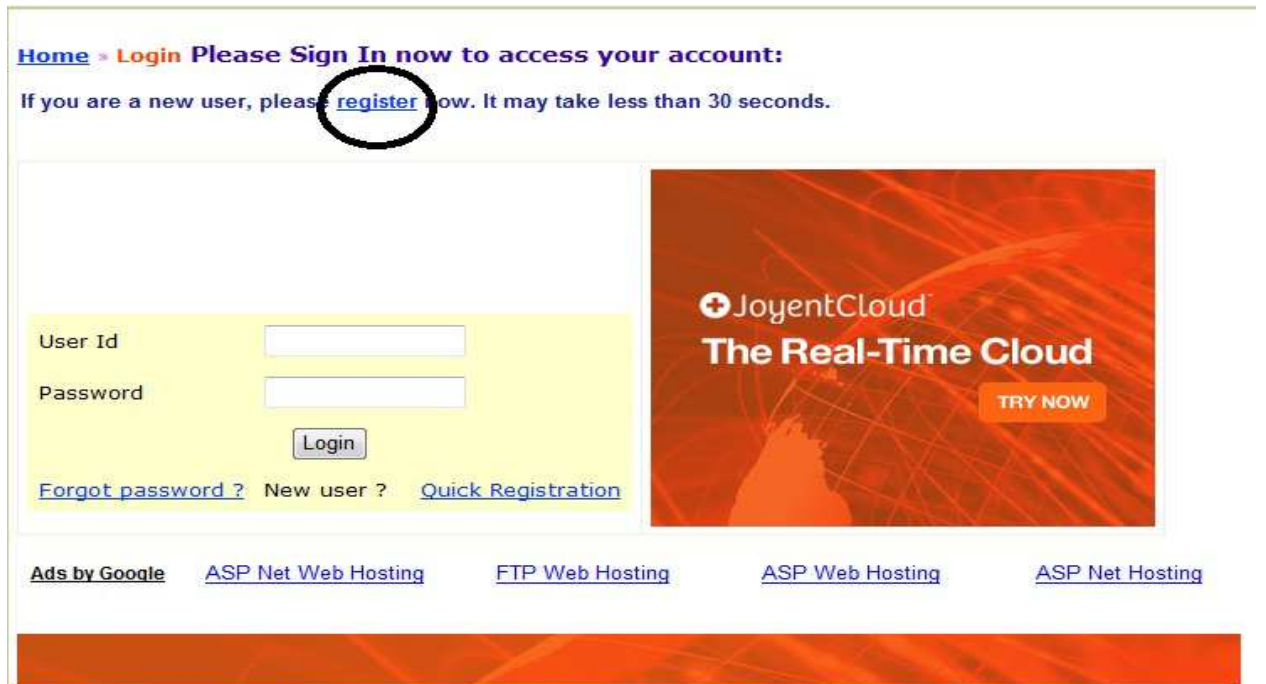 Home » Login Please Sign In now to access your account:
If you are a new user, please register now. It may take less than 30 seconds.
JoyentCloud
The Real-Time Cloud
TRY NOW
User Id
Password
Login
Forgot password ? New user ? Quick Registration
Ads by Google ASP Net Web Hosting FTP Web Hosting ASP Web Hosting ASP Net Hosting